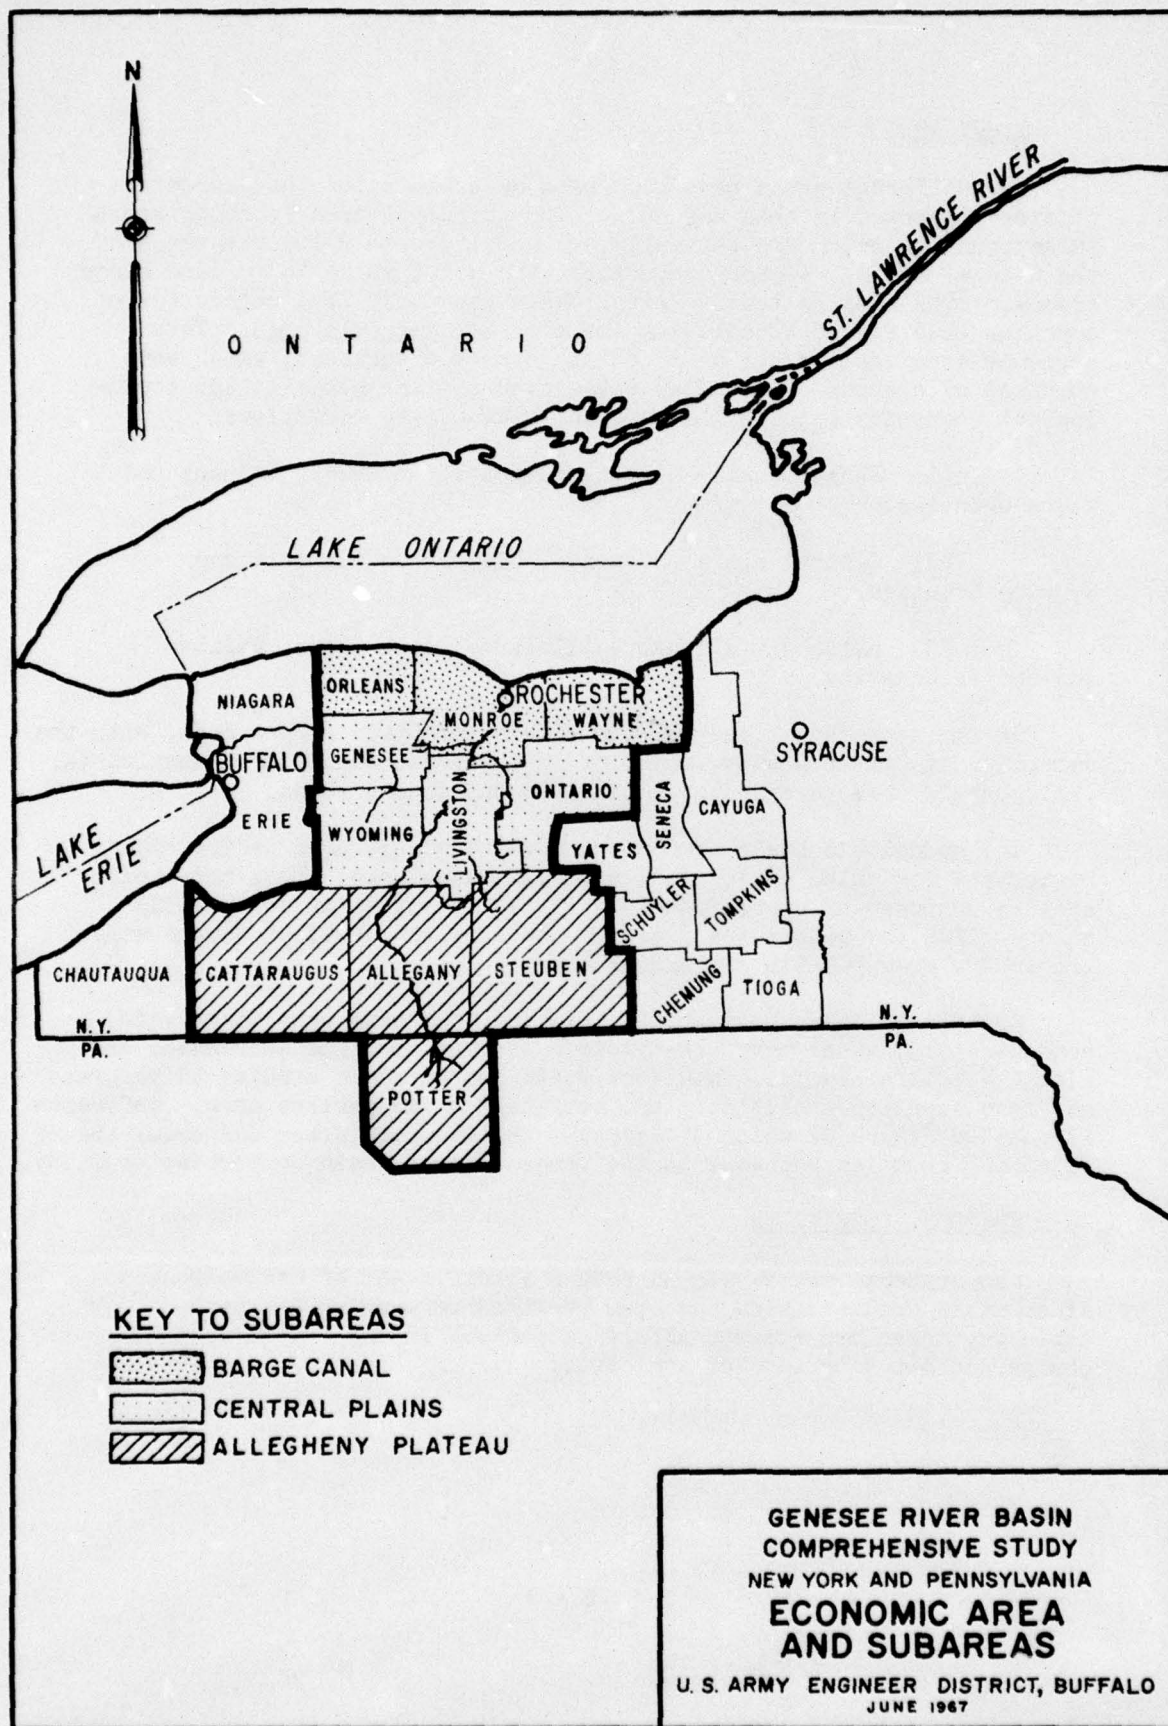 N
ST. LAWRENCE RIVER
ONTARIO
LAKE ONTARIO
NIAGARA
ORLEANS
ROCHESTER
MONROE
WAYNE
SYRACUSE
BUFFALO
GENESEE
ONTARIO
SENECA
CAYUGA
ERIE
WYOMING
LIVINGSTON
YATES
LAKE
ERIE
SCHUYLER
TOMPKINS
CHAUTAUQUA
CATTARAUGUS
ALLEGANY
STEUBEN
CHEMUNG
TIOGA
N. Y.
PA.
N. Y.
PA.
POTTER
KEY TO SUBAREAS
BARGE CANAL
CENTRAL PLAINS
ALLEGHENY PLATEAU
GENESEE RIVER BASIN
COMPREHENSIVE STUDY
NEW YORK AND PENNSYLVANIA
ECONOMIC AREA
AND SUBAREAS
U. S. ARMY ENGINEER DISTRICT, BUFFALO
JUNE 1967